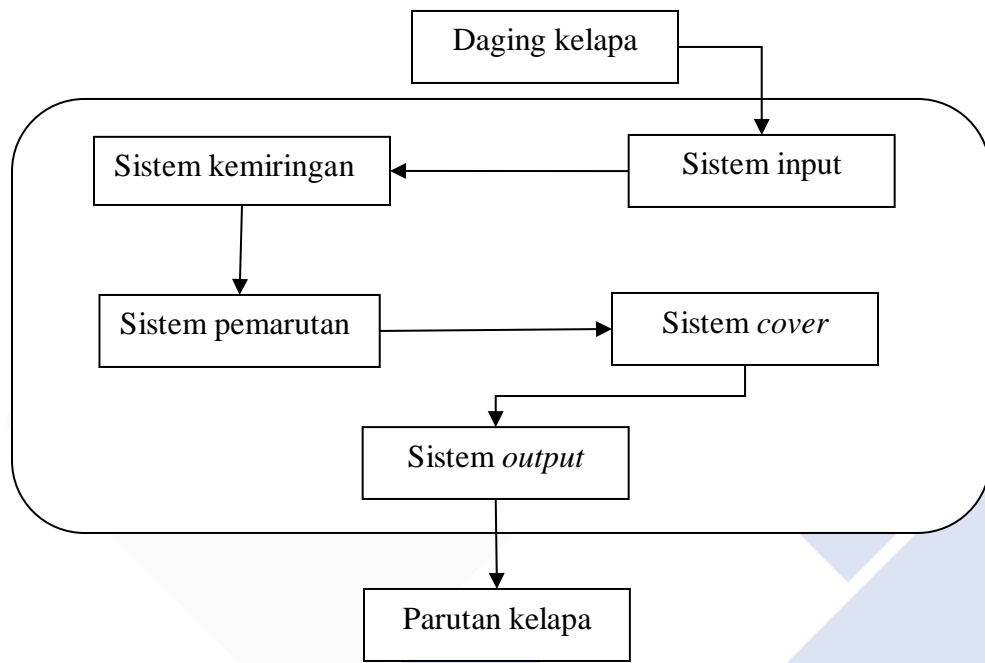 Daging kelapa
Sistem input
Sistem kemiringan
Sistem pemarutan
Sistem cover
Sistem output
Parutan kelapa